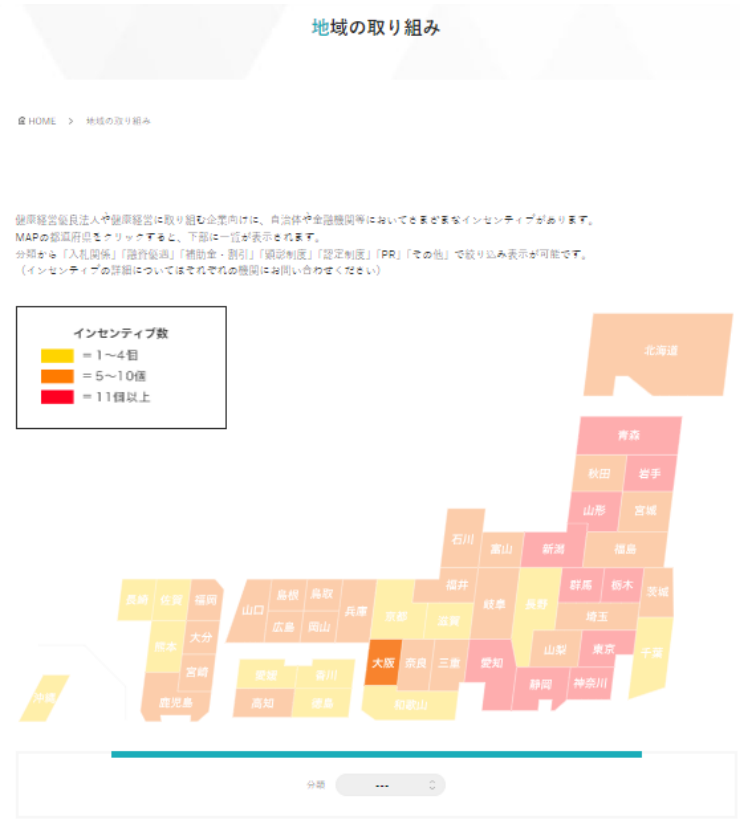 地域の取り組み
HOME > 地域の取り組み
健康経営優良法人や健康経営に取り組む企業向けに、自治体や金融機関等においてさまざまなインセンティブがあります。
MAPの都道府県をクリックすると、下部に一覧が表示されます。
分類から「入札関係」「融資優遇」「補助金・割引」「顕彰制度」「認定制度」「PR」「その他」で絞り込み表示が可能です。
（インセンティブの詳細についてはそれぞれの機関にお問い合わせください）
インセンティブ数
＝1～4個
＝5～10個
＝11個以上
北海道
青森
秋田 岩手
山形 宮城
石川 富山 新潟 福島
福井 岐阜 長野 群馬 栃木 茨城
長崎 佐賀 福岡 山口 島根 鳥取 兵庫 京都 滋賀 埼玉
熊本 大分 広島 岡山 山梨 東京 千葉
宮崎 愛媛 香川 大阪 奈良 三重 愛知 静岡 神奈川
沖縄 鹿児島 高知 徳島 和歌山
分類 ---